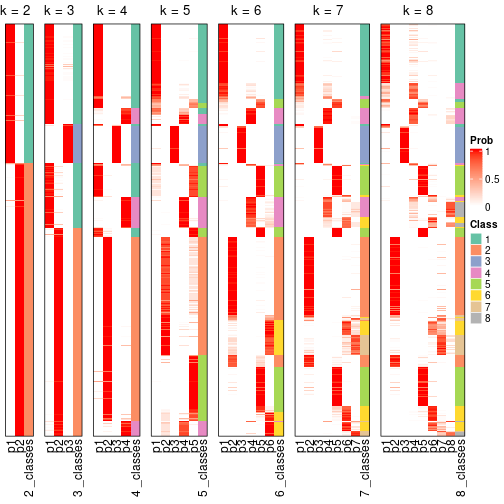 k = 2 k = 3 k = 4 k = 5 k = 6 k = 7 k = 8
Prob
1
0.5
0
Class
1
2
3
4
5
6
7
8
p1 p2 2_classes
p1 p2 p3 3_classes
p1 p2 p3 p4 4_classes
p1 p2 p3 p4 p5 5_classes
p1 p2 p3 p4 p5 p6 6_classes
p1 p2 p3 p4 p5 p6 p7 7_classes
p1 p2 p3 p4 p5 p6 p7 p8 8_classes